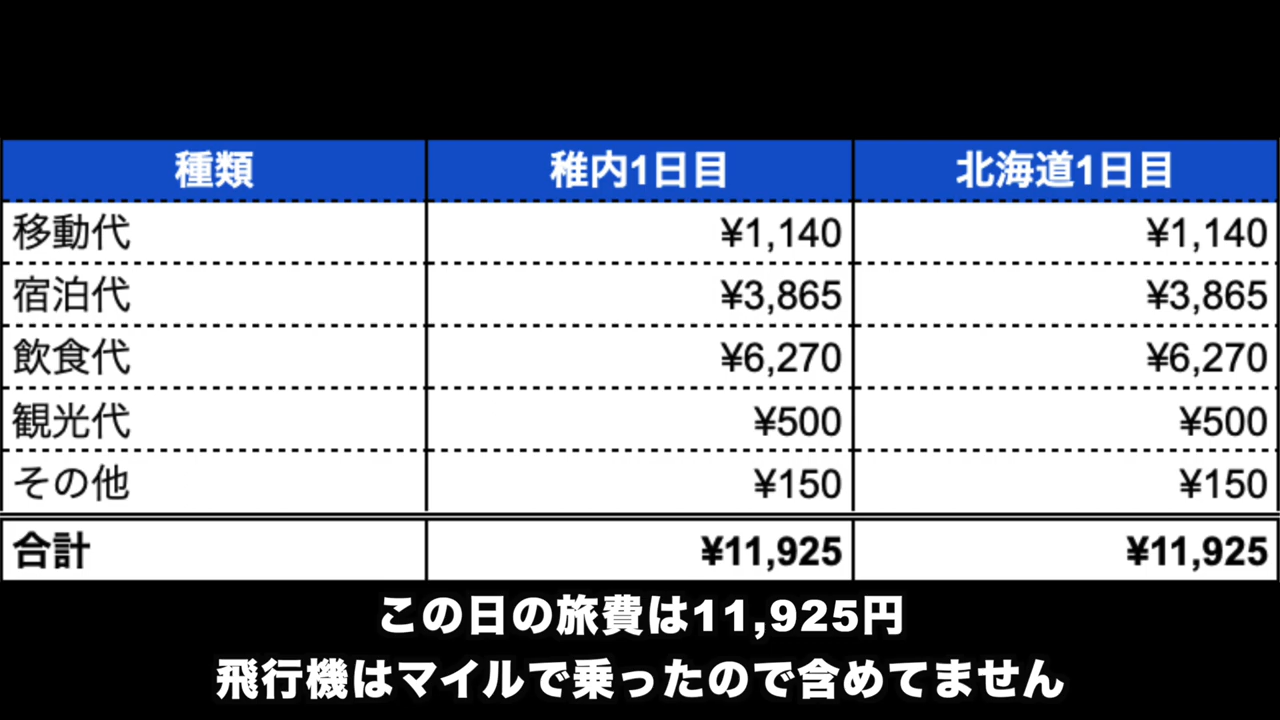 種類 稚内1日目 北海道1日目
移動代 ¥1,140 ¥1,140
宿泊代 ¥3,865 ¥3,865
飲食代 ¥6,270 ¥6,270
観光代 ¥500 ¥500
その他 ¥150 ¥150
合計 ¥11,925 ¥11,925
この日の旅費は11,925円
飛行機はマイルで乗ったので含めてません